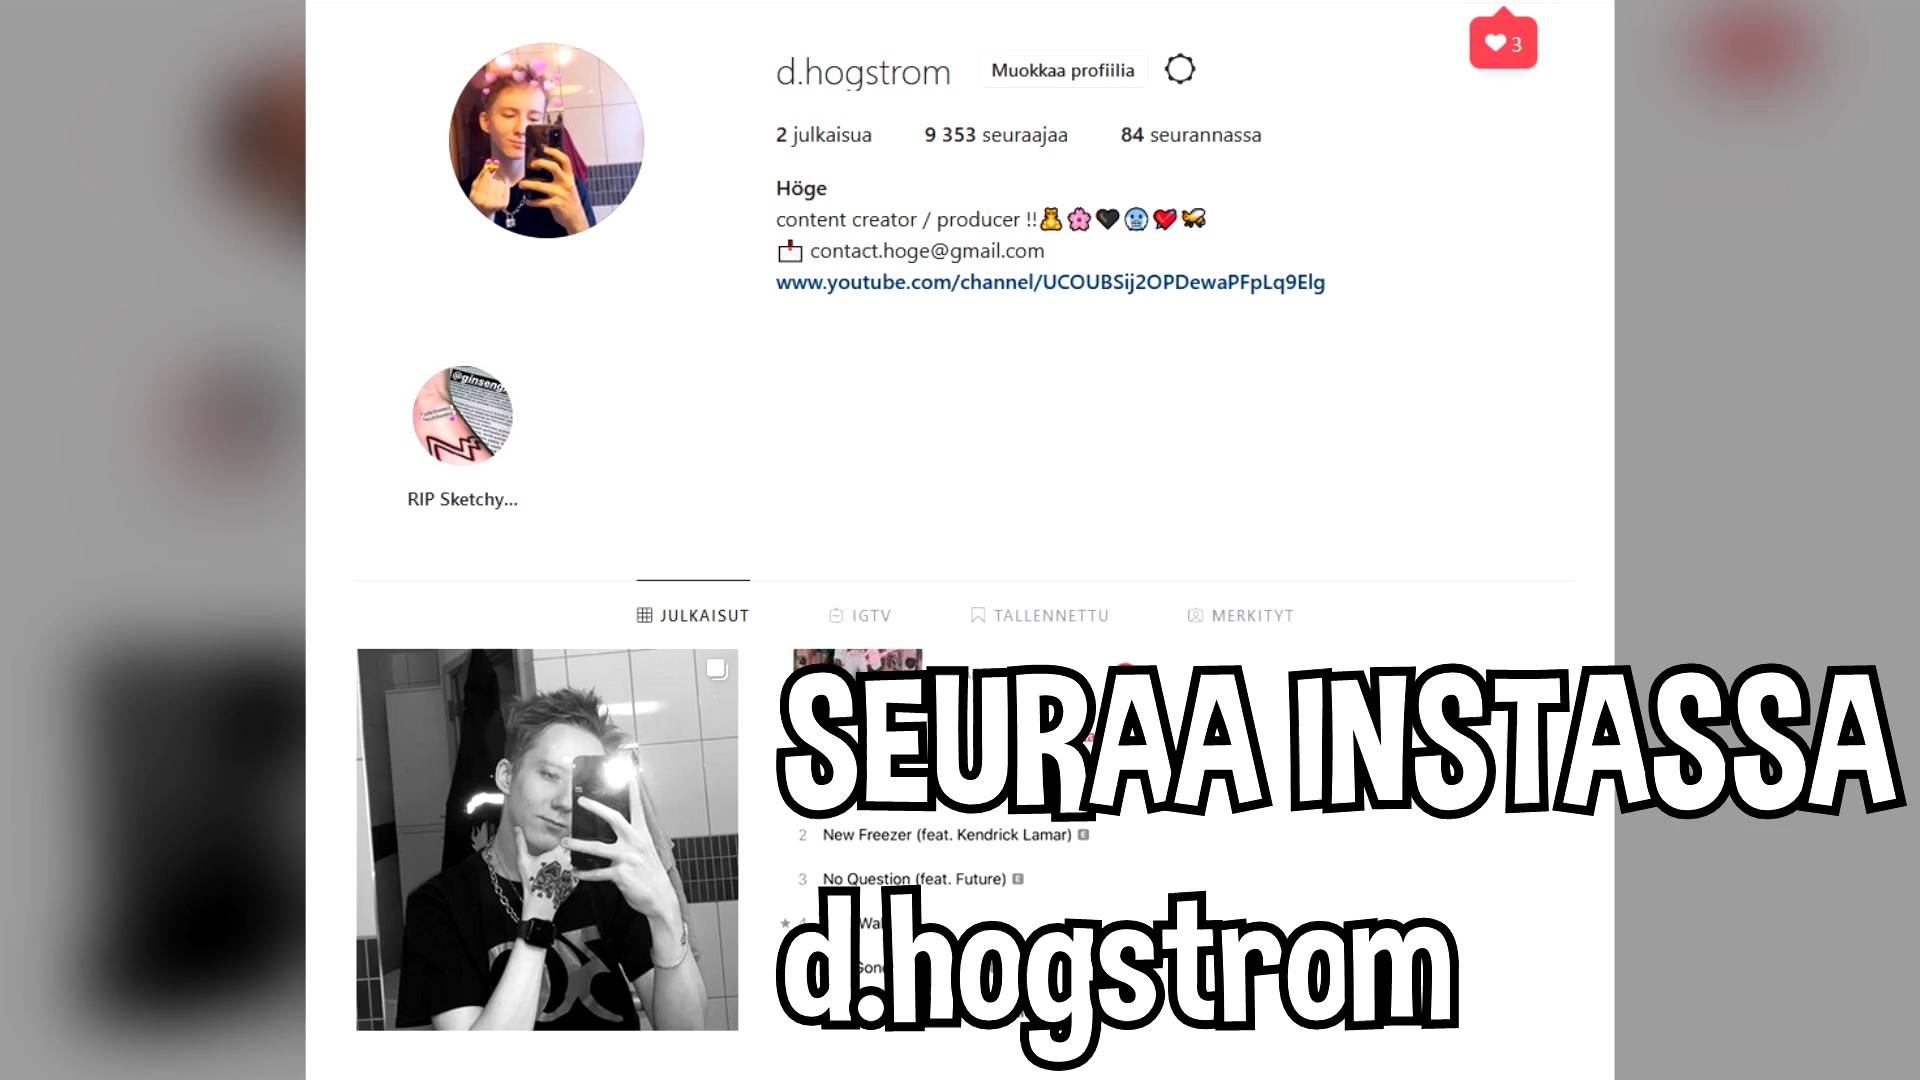 3
d.hogstrom
Muokkaa profiilia
2 julkaisua 9 353 seuraajaa 84 seurannassa
Höge
content creator / producer !!🧸🌸🖤🥶💘🐝
📩 contact.hoge@gmail.com
www.youtube.com/channel/UCOUBSij2OPDewaPFpLq9Elg
@ginseng
RIP Sketchy...
JULKAISUT IGTV TALLENNETTU MERKITYT
SEURAA INSTASSA
2 New Freezer (feat. Kendrick Lamar) E
3 No Question (feat. Future) E
d.hogstrom